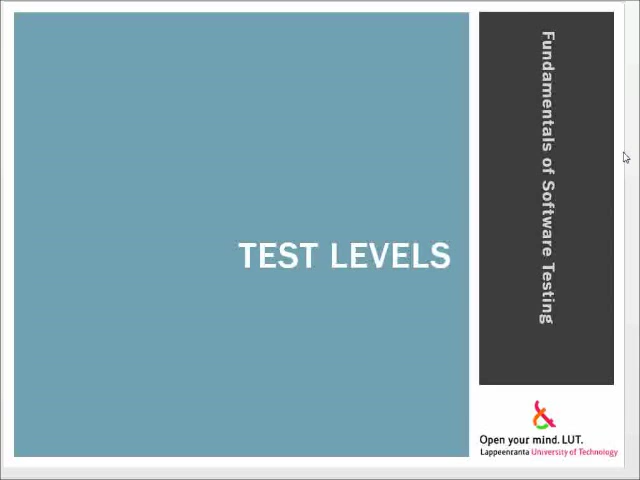 TEST LEVELS
Fundamentals of Software Testing
Open your mind. LUT.
Lappeenranta University of Technology